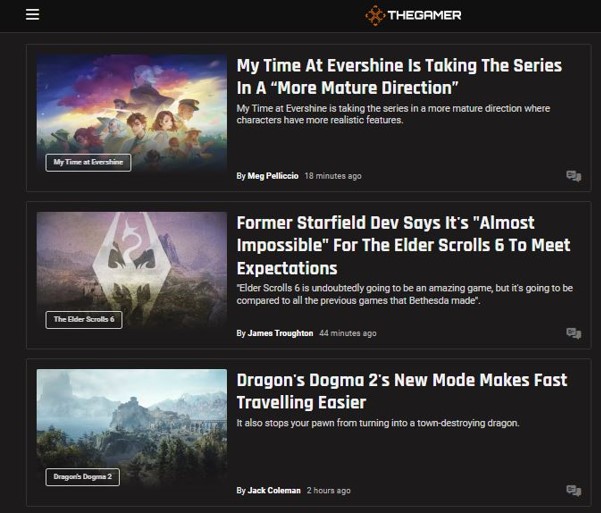 THEGAMER
My Time At Evershine Is Taking The Series
In A “More Mature Direction”
My Time at Evershine is taking the series in a more mature direction where
characters have more realistic features.
My Time at Evershine
By Meg Pelliccio 18 minutes ago
Former Starfield Dev Says It's "Almost
Impossible" For The Elder Scrolls 6 To Meet
Expectations
"Elder Scrolls 6 is undoubtedly going to be an amazing game, but it's going to be
compared to all the previous games that Bethesda made".
The Elder Scrolls 6
By James Troughton 44 minutes ago
Dragon's Dogma 2's New Mode Makes Fast
Travelling Easier
It also stops your pawn from turning into a town-destroying dragon.
Dragon's Dogma 2
By Jack Coleman 2 hours ago